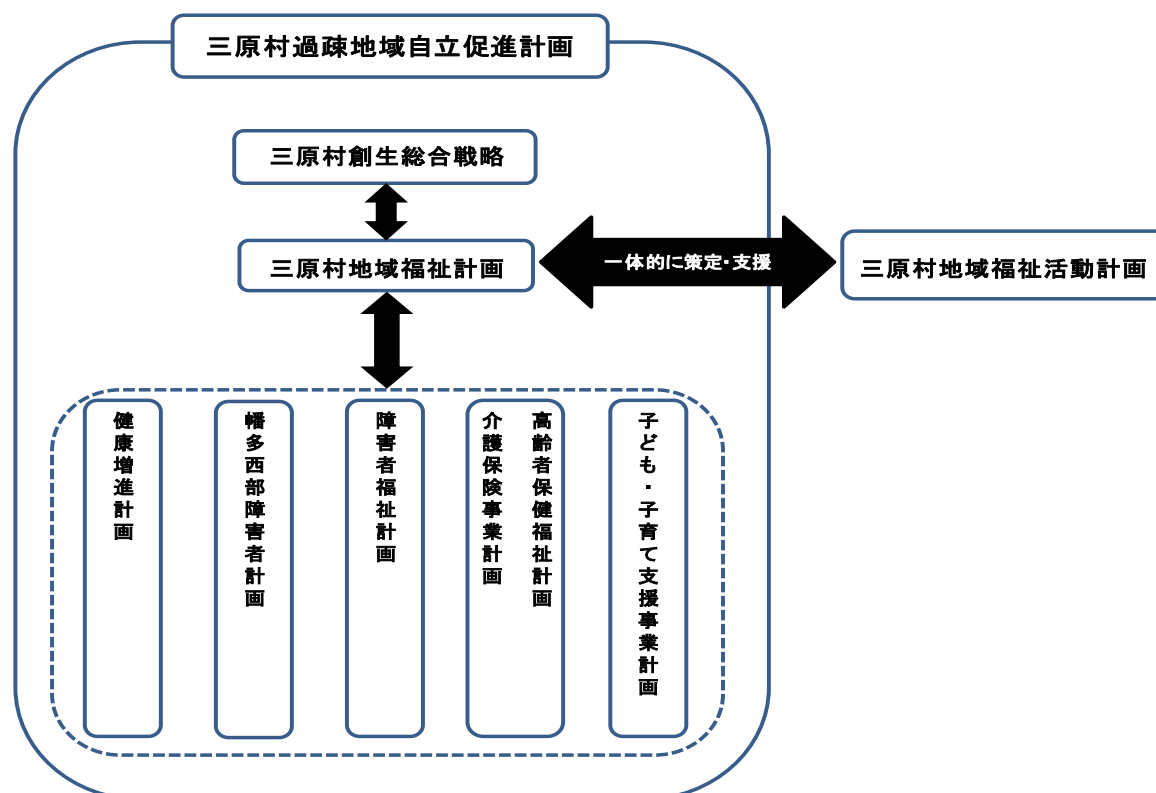 三原村過疎地域自立促進計画
三原村創生総合戦略
三原村地域福祉計画
一体的に策定・支援
三原村地域福祉活動計画
子ども・子育て支援事業計画
高齢者保健福祉計画
介護保険事業計画
障害者福祉計画
幡多西部障害者計画
健康増進計画